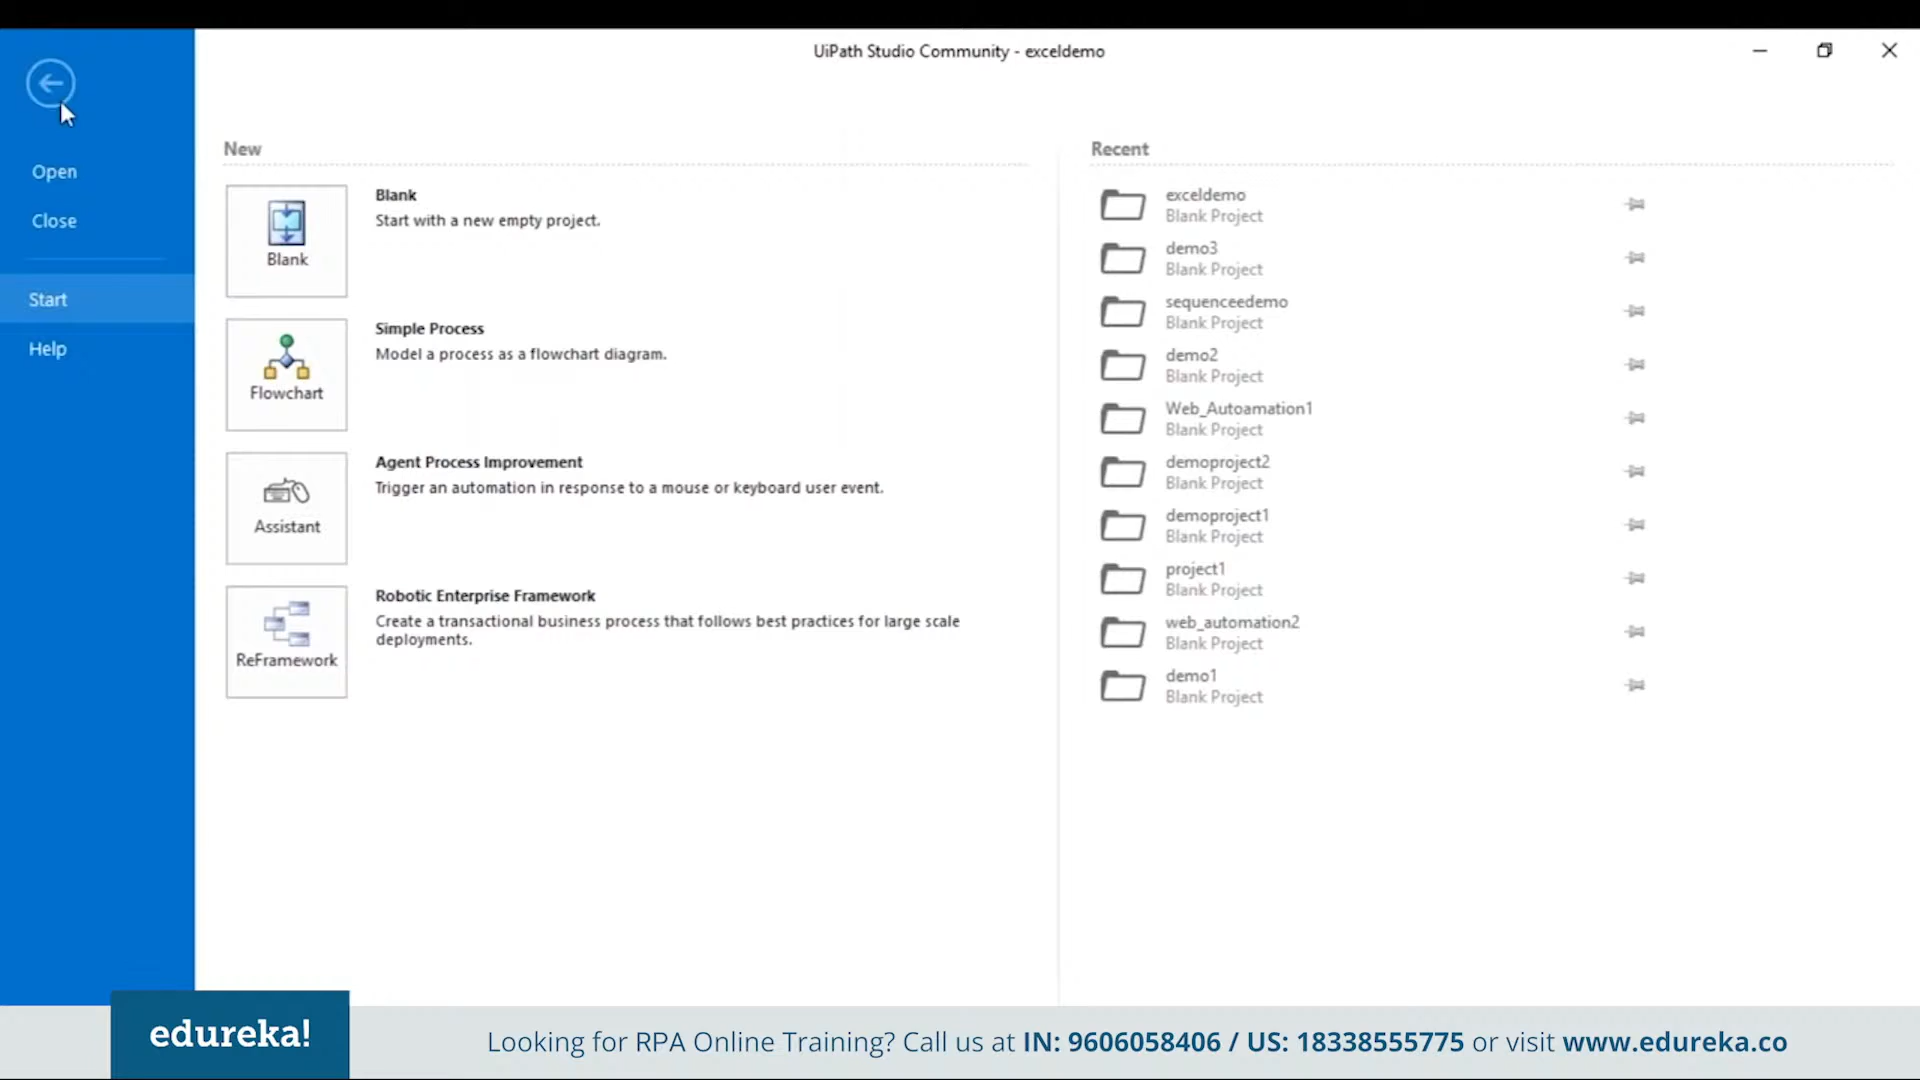 UiPath Studio Community - exceldemo
Open
Close
Start
Help
New
Blank
Blank
Start with a new empty project.
Flowchart
Simple Process
Model a process as a flowchart diagram.
Assistant
Agent Process Improvement
Trigger an automation in response to a mouse or keyboard user event.
ReFramework
Robotic Enterprise Framework
Create a transactional business process that follows best practices for large scale
deployments.
Recent
exceldemo
Blank Project
demo3
Blank Project
sequenceedemo
Blank Project
demo2
Blank Project
Web_Autoamation1
Blank Project
demoproject2
Blank Project
demoproject1
Blank Project
project1
Blank Project
web_automation2
Blank Project
demo1
Blank Project
edureka!
Looking for RPA Online Training? Call us at IN: 9606058406 / US: 18338555775 or visit www.edureka.co